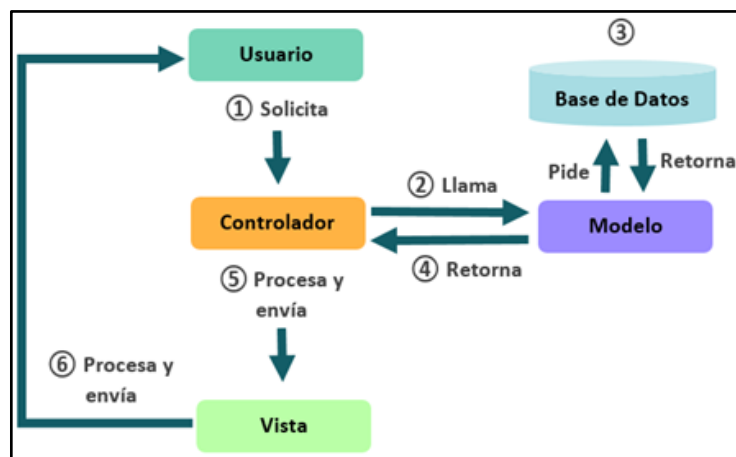 ③
Usuario
Base de Datos
① Solicita
Pide
Retorna
② Llama
Controlador
Modelo
④ Retorna
⑤ Procesa y
envía
⑥ Procesa y
envía
Vista